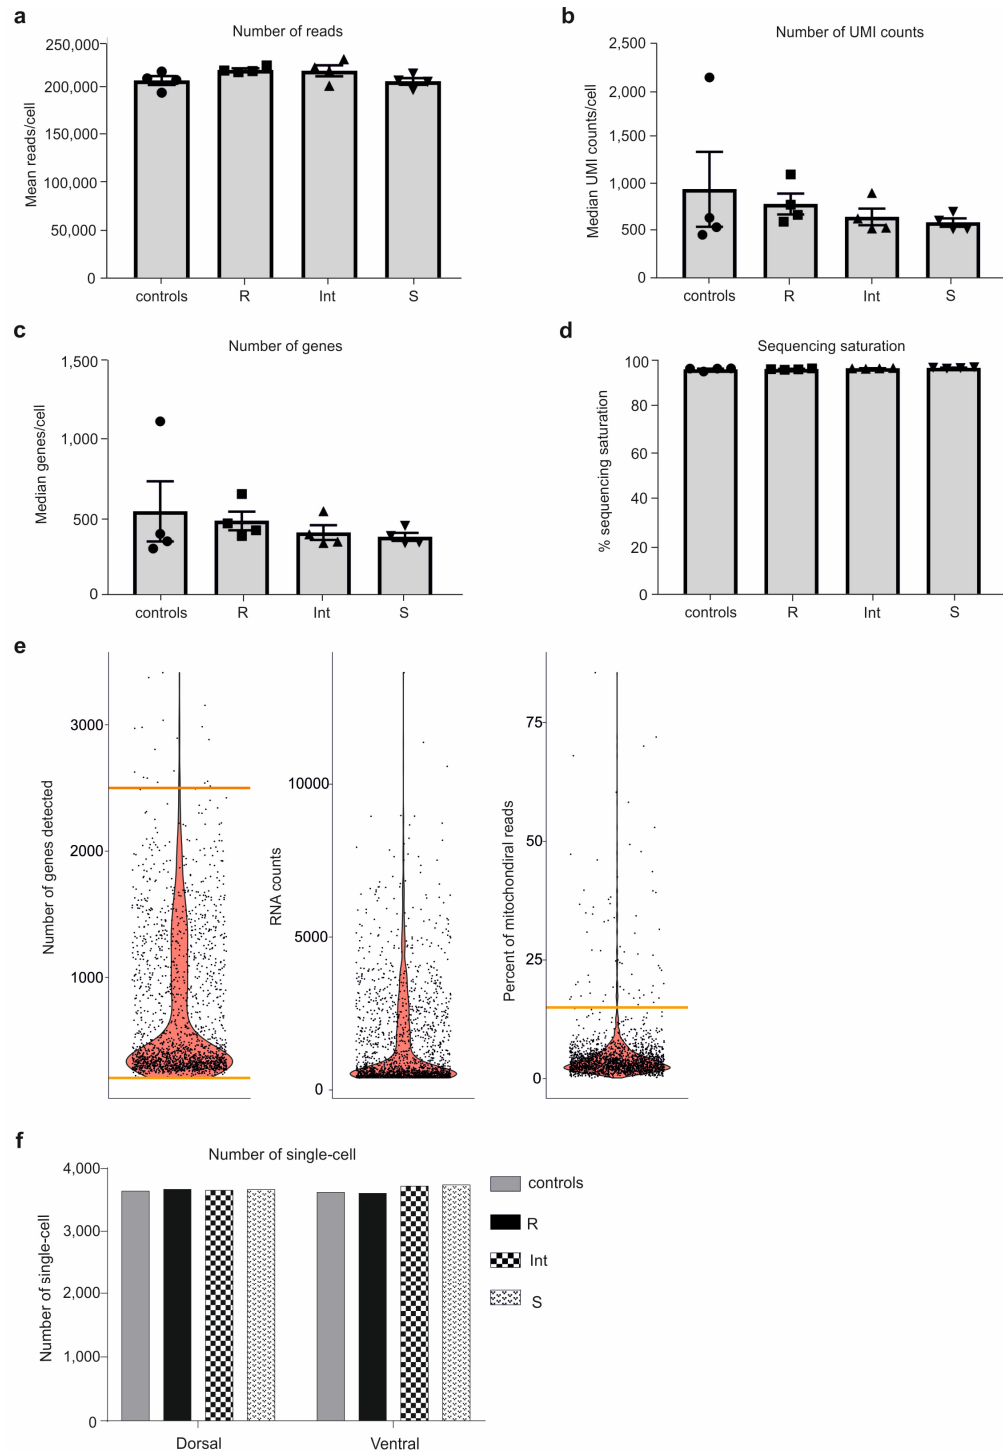 a
Number of reads
Mean reads/cell
250,000
200,000
150,000
100,000
50,000
0
controls R Int S
b
Number of UMI counts
Median UMI counts/cell
2,500
2,000
1,500
1,000
500
0
controls R Int S
c
Number of genes
Median genes/cell
1,500
1,000
500
0
controls R Int S
d
Sequencing saturation
% sequencing saturation
100
80
60
40
20
0
controls R Int S
e
Number of genes detected
3000
2000
1000
RNA counts
10000
5000
0
Percent of mitochondiral reads
75
50
25
0
f
Number of single-cell
Number of single-cell
4,000
3,000
2,000
1,000
0
Dorsal Ventral
controls
R
Int
S